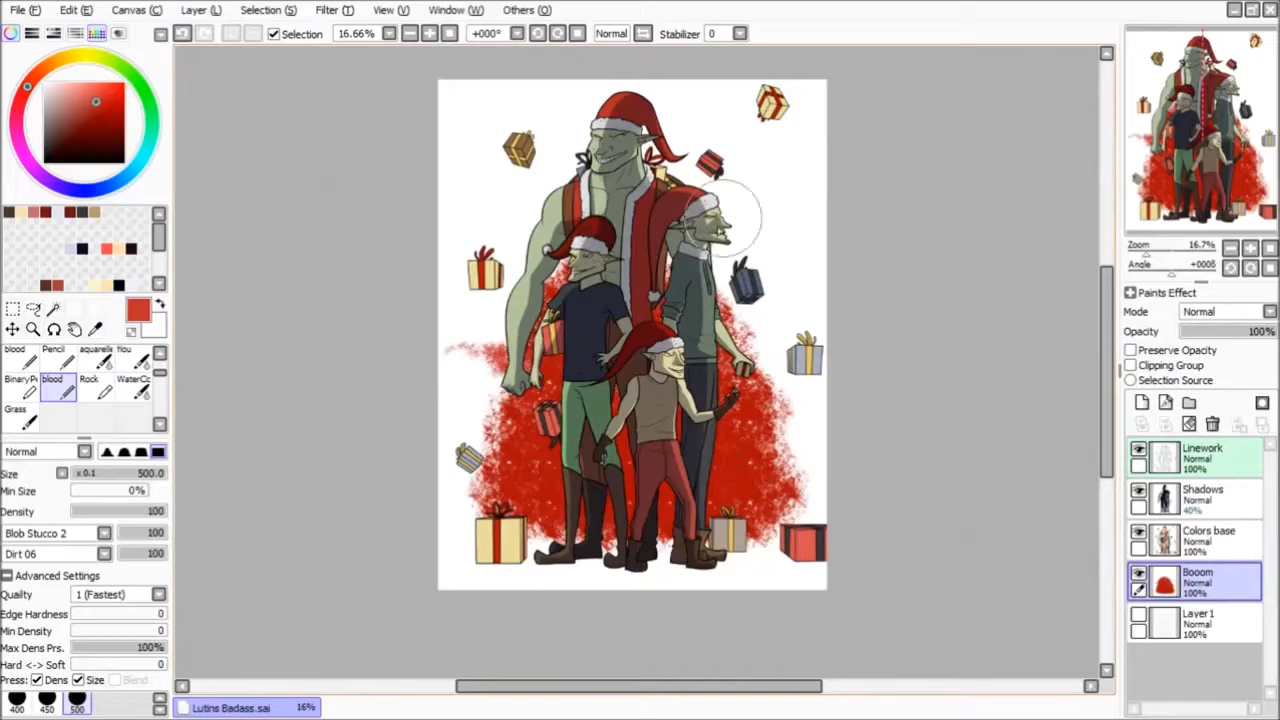 File (F) Edit (E) Canvas (C) Layer (L) Selection (S) Filter (T) View (V) Window (W) Others (O)
Selection 16.66% +000° Normal Stabilizer 0
Zoom 16.7%
Angle +000δ
Paints Effect
Mode Normal
Opacity 100%
Preserve Opacity
Clipping Group
Selection Source
blood Pencil aquarelle flou
BinaryPe blood Rock WaterCo
Grass
Normal
Size x 0.1 500.0
Min Size 0%
Density 100
Blob Stucco 2 100
Dirt 06 100
Advanced Settings
Quality 1 (Fastest)
Edge Hardness 0
Min Density 0
Max Dens Prs. 100%
Hard <-> Soft 0
Press: Dens Size Blend
400 450 500
Linework
Normal
100%
Shadows
Normal
40%
Colors base
Normal
100%
Booom
Normal
100%
Layer1
Normal
100%
Lutins Badass.sai 16%